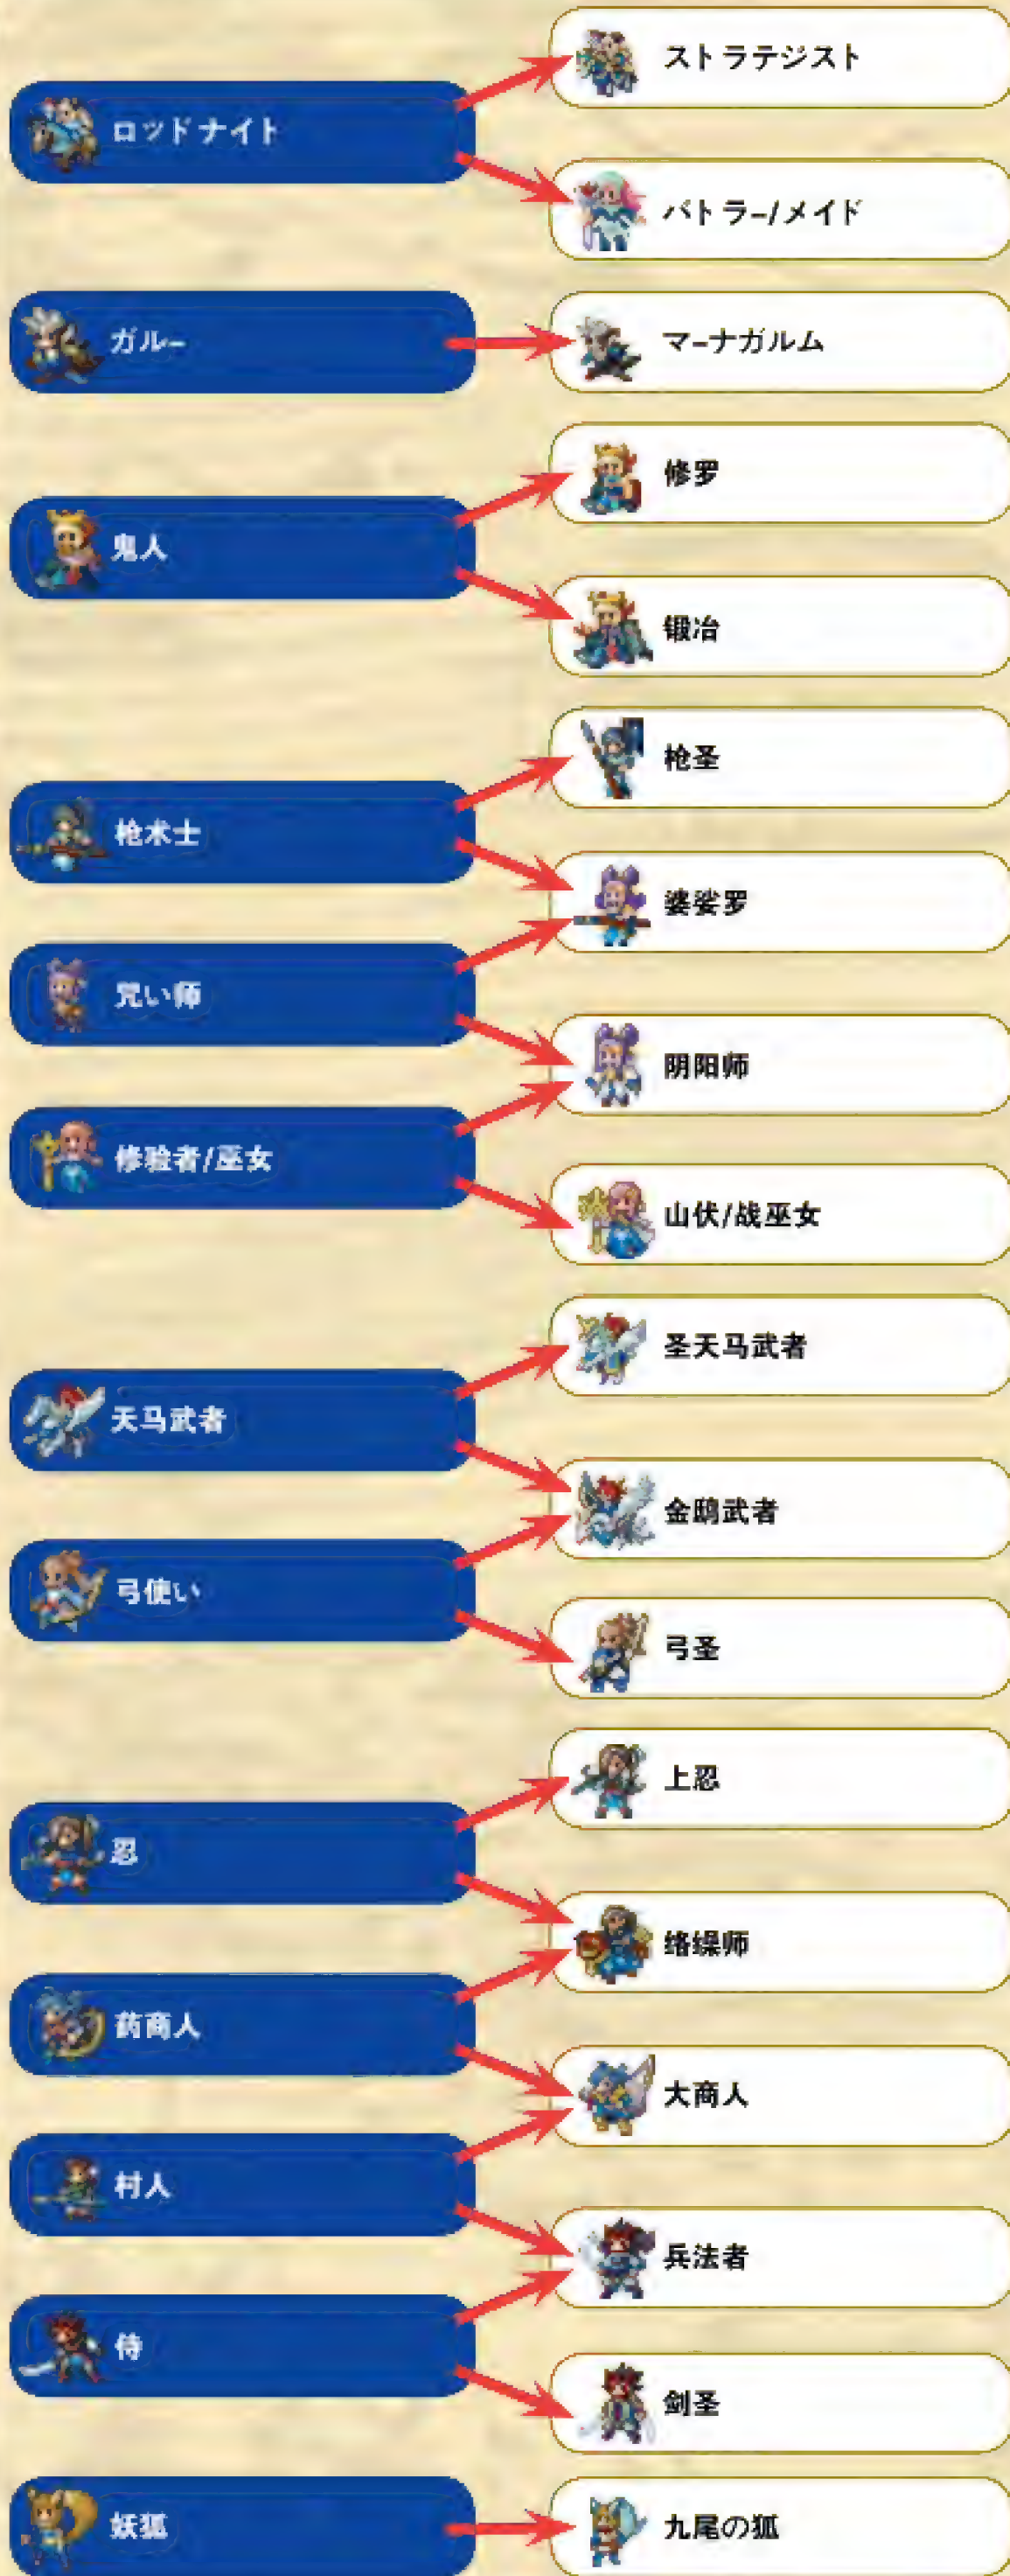 ストラテジスト
ロッドナイト
バトラ-/メイド
ガル-
マ-ナガルム
修罗
鬼人
锻冶
枪圣
枪术士
婆娑罗
咒い师
阴阳师
修验者/巫女
山伏/战巫女
圣天马武者
天马武者
金鵄武者
弓使い
弓圣
上忍
忍
络缲师
药商人
大商人
村人
兵法者
侍
剑圣
妖狐
九尾の狐